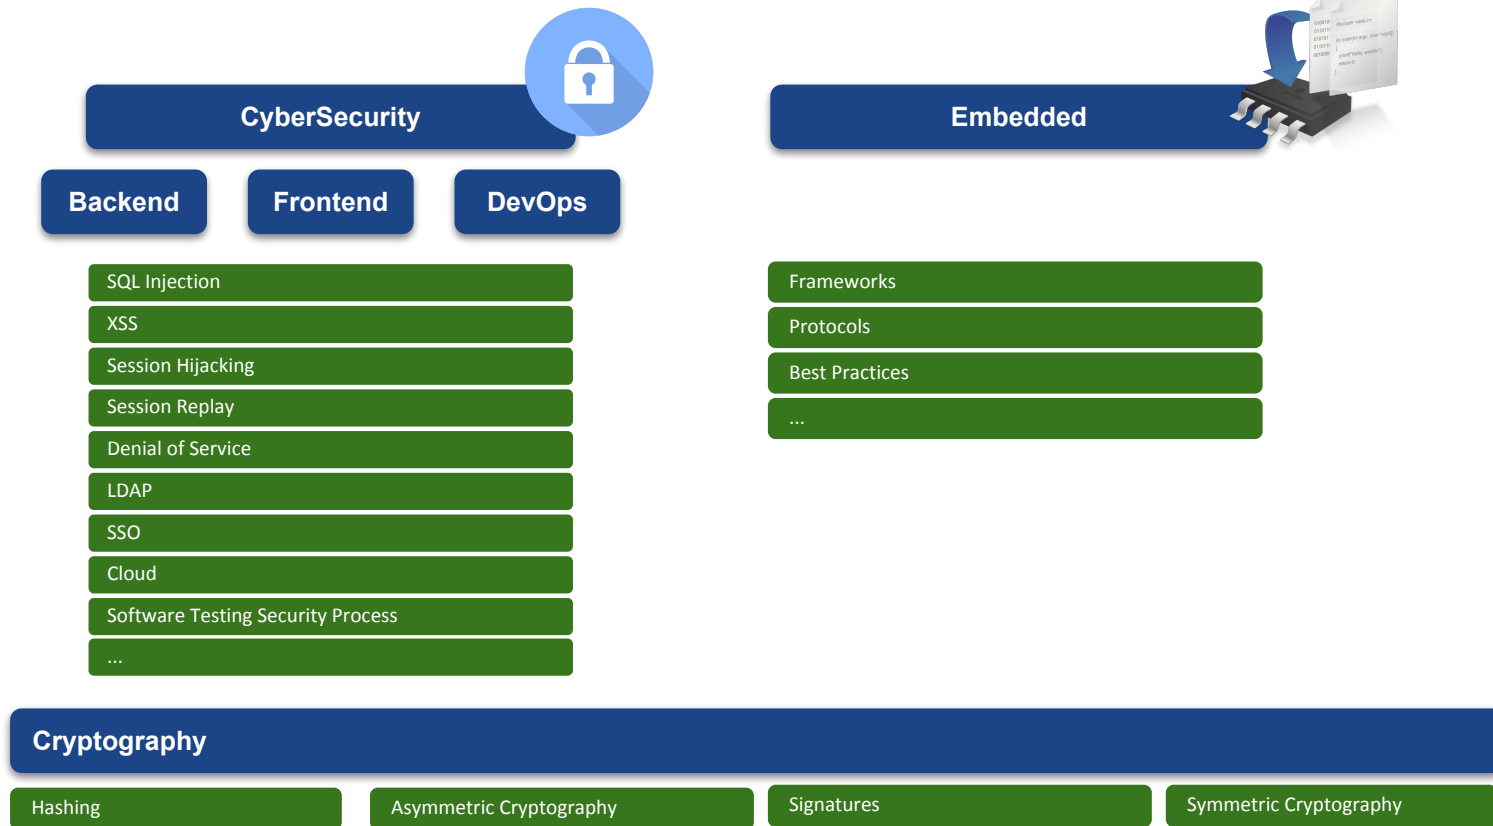 CyberSecurity
Embedded
Backend
Frontend
DevOps
SQL Injection
XSS
Session Hijacking
Session Replay
Denial of Service
LDAP
SSO
Cloud
Software Testing Security Process
...
Frameworks
Protocols
Best Practices
...
Cryptography
Hashing
Asymmetric Cryptography
Signatures
Symmetric Cryptography